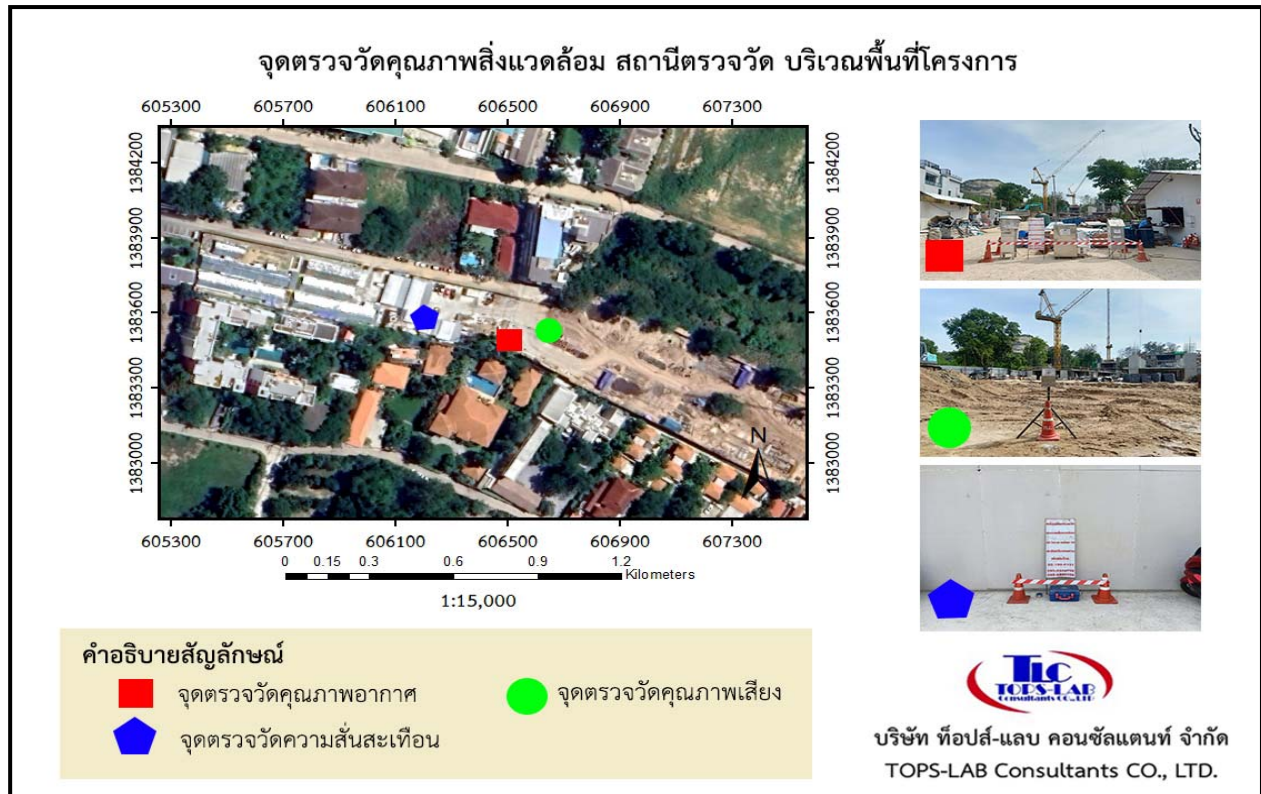 จุดตรวจวัดคุณภาพสิ่งแวดล้อม สถานีตรวจวัด บริเวณพื้นที่โครงการ
605300 605700 606100 606500 606900 607300
1384200 1384200
1383900 1383900
1383600 1383600
1383300 1383300
1383000 1383000
N
605300 605700 606100 606500 606900 607300
0 0.15 0.3 0.6 0.9 1.2
Kilometers
1:15,000
คำอธิบายสัญลักษณ์
จุดตรวจวัดคุณภาพอากาศ
จุดตรวจวัดคุณภาพเสียง
จุดตรวจวัดความสั่นสะเทือน
TLC
TOPS-LAB
Consultants CO.,LTD
บริษัท ท็อปส์-แลบ คอนซัลแตนท์ จำกัด
TOPS-LAB Consultants CO., LTD.